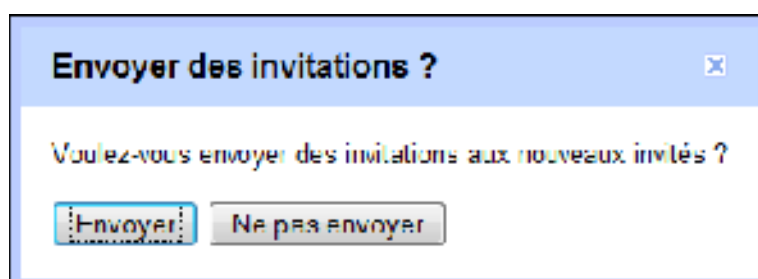 Envoyer des invitations ?
Voulez-vous envoyer des invitations aux nouveaux invités ?
Envoyer Ne pas envoyer